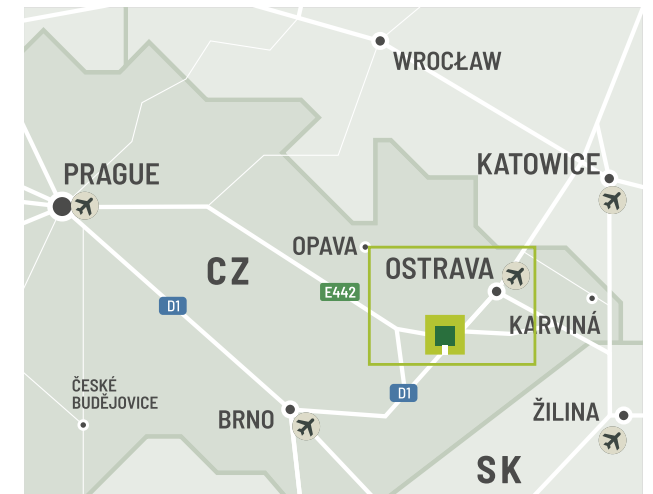 WROCŁAW
KATOWICE
PRAGUE
OPAVA
CZ
OSTRAVA
E442
D1
KARVINÁ
ČESKÉ
BUDĚJOVICE
D1
BRNO
ŽILINA
SK